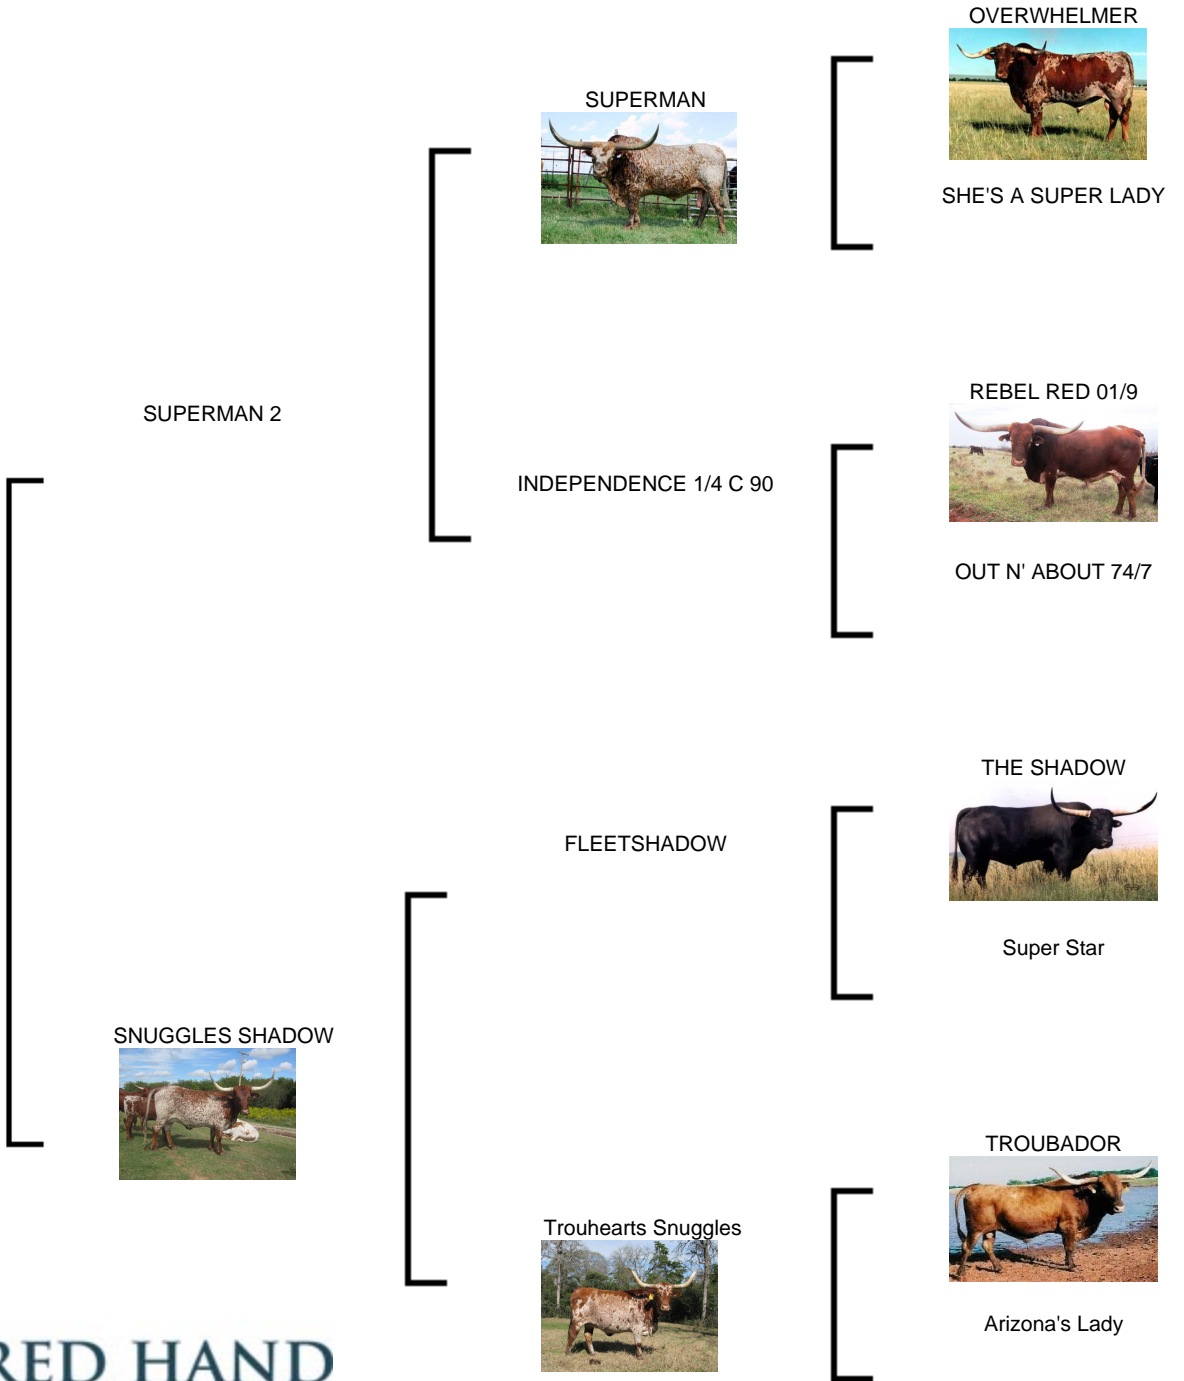 OVERWHELMER
SUPERMAN
SHE'S A SUPER LADY
REBEL RED 01/9
SUPERMAN 2
INDEPENDENCE 1/4 C 90
OUT N' ABOUT 74/7
THE SHADOW
FLEETSHADOW
Super Star
SNUGGLES SHADOW
TROUBADOR
Trouhearts Snuggles
Arizona's Lady
RED HAND